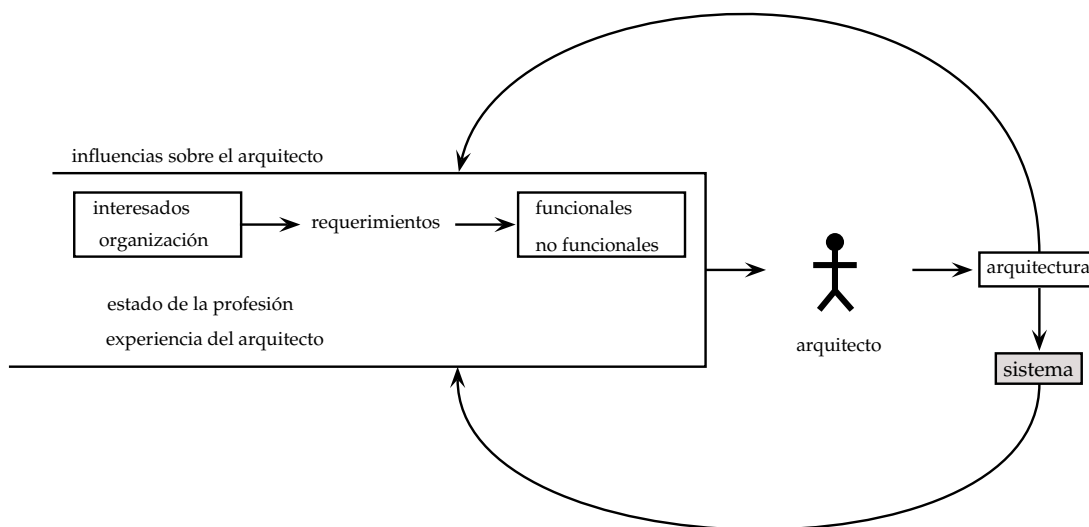 influencias sobre el arquitecto
interesados
organización
requerimientos
funcionales
no funcionales
estado de la profesión
experiencia del arquitecto
arquitecto
arquitectura
sistema